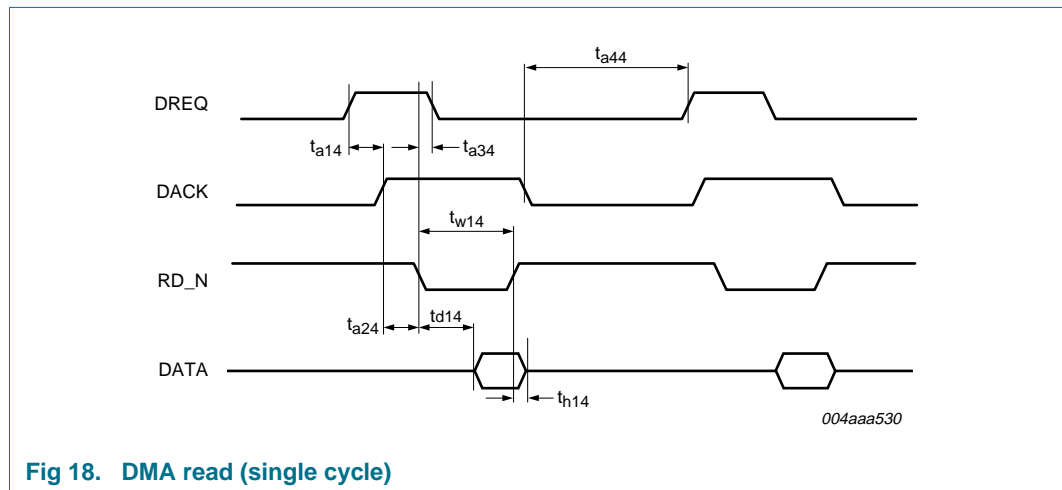 t_a44
DREQ
t_a14 t_a34
DACK
t_w14
RD_N
t_a24 td14
DATA
t_h14
004aaa530
Fig 18. DMA read (single cycle)